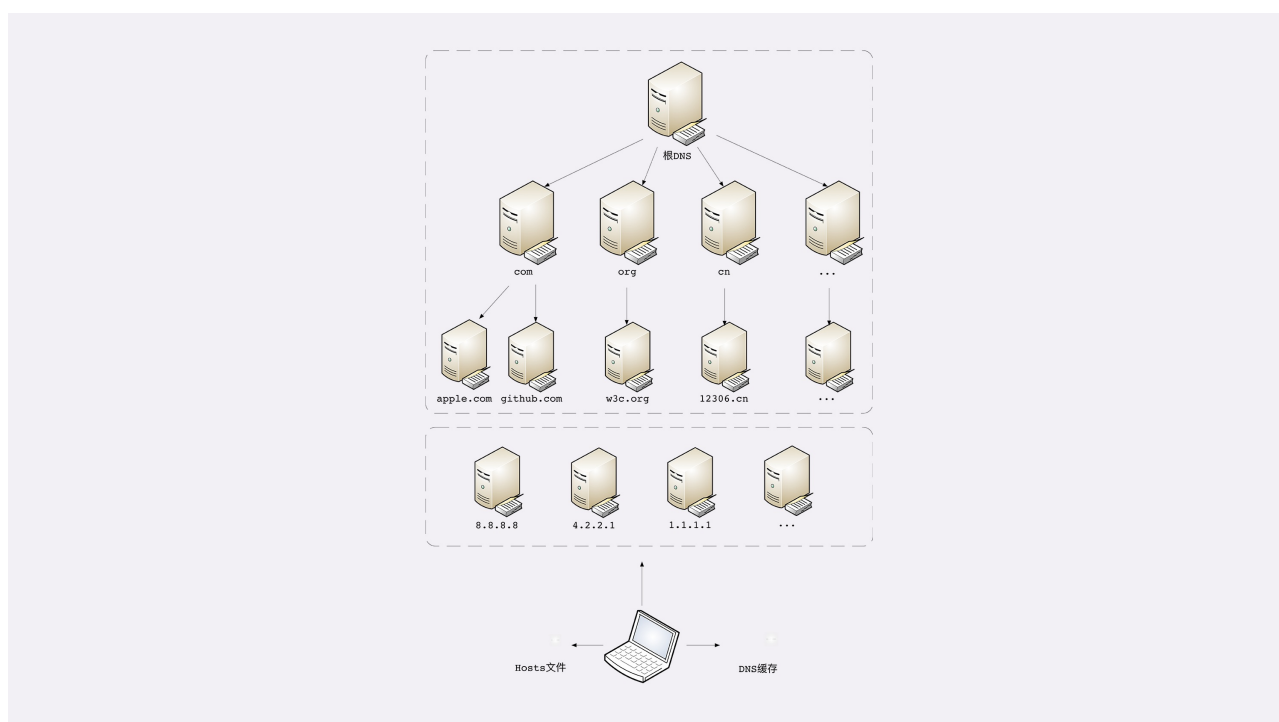 根DNS
com
org
cn
...
apple.com
github.com
w3c.org
12306.cn
...
8.8.8.8
4.2.2.1
1.1.1.1
...
Hosts文件
DNS缓存